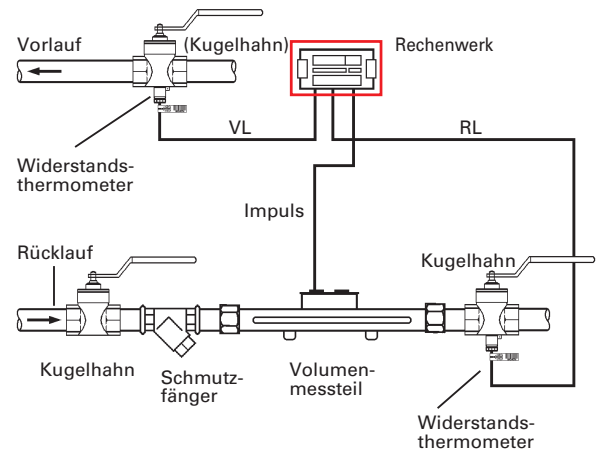 Vorlauf
(Kugelhahn)
Rechenwerk
VL
RL
Widerstands-
thermometer
Impuls
Rücklauf
Kugelhahn
Kugelhahn
Schmutz-
fänger
Volumen-
messteil
Widerstands-
thermometer